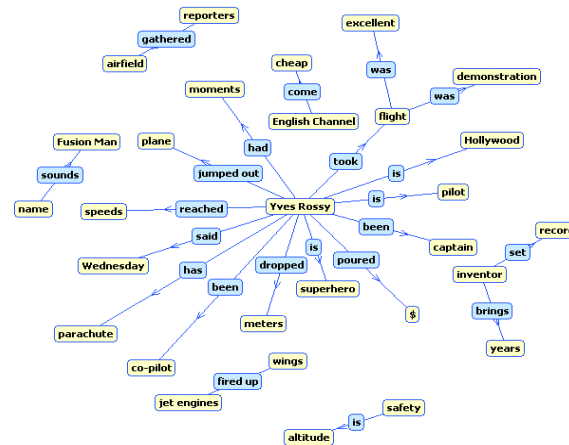 reporters
gathered
airfield
excellent
was
cheap
come
English Channel
demonstration
was
flight
moments
had
took
Fusion Man
sounds
name
plane
jumped out
Hollywood
is
pilot
is
speeds
reached
Yves Rossy
been
captain
said
Wednesday
has
parachute
been
co-pilot
dropped
meters
is
superhero
poured
$
record
set
inventor
brings
years
wings
fired up
jet engines
safety
is
altitude